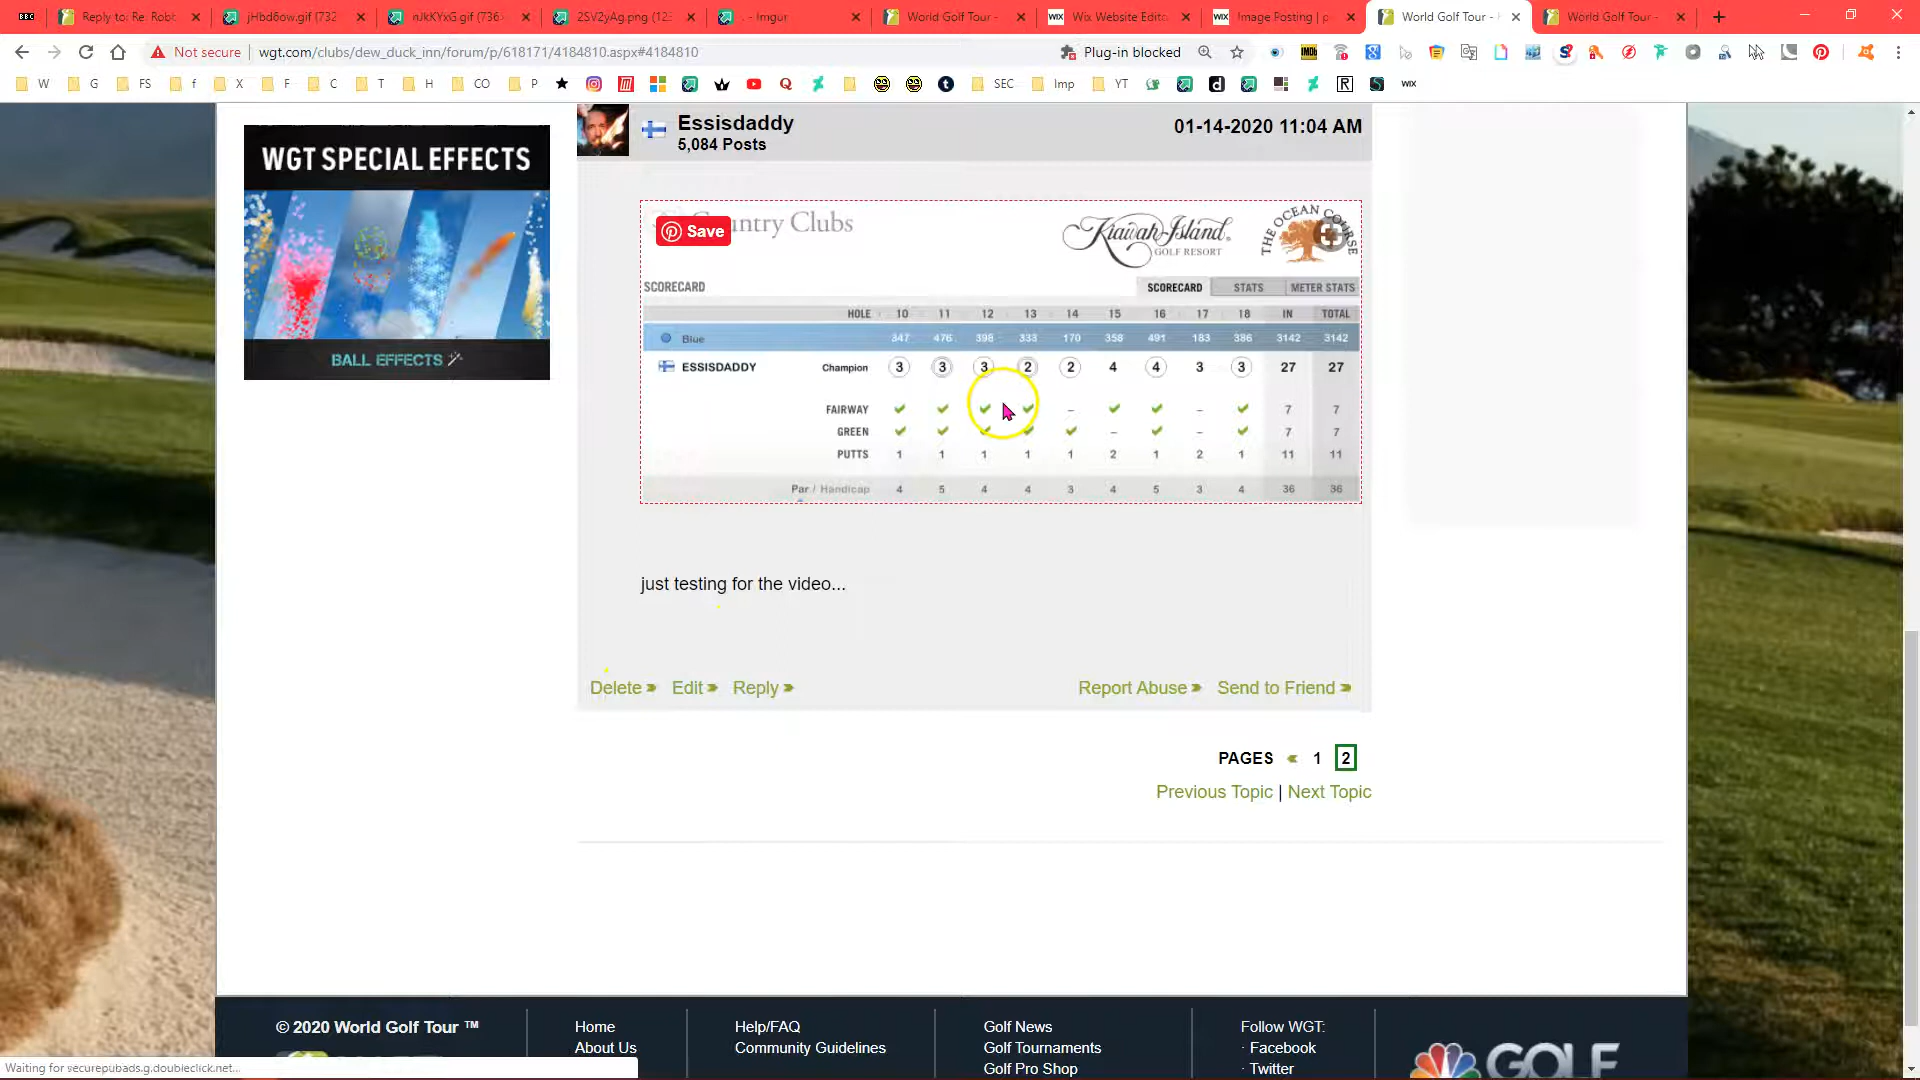 BBC
Reply to: Re: Robt
jHbd6ow.gif (732
nJkKYxG.gif (736
2SV2yAg.png (12
. - Imgur
World Golf Tour -
WIX Wix Website Edito
WIX Image Posting | p
World Golf Tour -
World Golf Tour -
Not secure
wgt.com/clubs/dew_duck_inn/forum/p/618171/4184810.aspx#4184810
Plug-in blocked
W G FS f X F C T H CO P SEC Imp YT WIX
WGT SPECIAL EFFECTS
BALL EFFECTS
Essisdaddy
5,084 Posts
01-14-2020 11:04 AM
Save
untry Clubs
Kiawah Island
GOLF RESORT
THE OCEAN COURSE
SCORECARD
SCORECARD STATS METER STATS
HOLE 10 11 12 13 14 15 16 17 18 IN TOTAL
Blue 347 476 398 333 170 358 491 183 386 3142 3142
ESSISDADDY Champion 3 3 3 2 2 4 4 3 3 27 27
FAIRWAY – – 7 7
GREEN – – 7 7
PUTTS 1 1 1 1 1 2 1 2 1 11 11
Par / Handicap 4 5 4 4 3 4 5 3 4 36 36
just testing for the video...
Delete Edit Reply Report Abuse Send to Friend
PAGES 1 2
Previous Topic | Next Topic
© 2020 World Golf Tour ™
Home
About Us
Help/FAQ
Community Guidelines
Golf News
Golf Tournaments
Golf Pro Shop
Follow WGT:
· Facebook
· Twitter
GOLF
Waiting for securepubads.g.doubleclick.net...